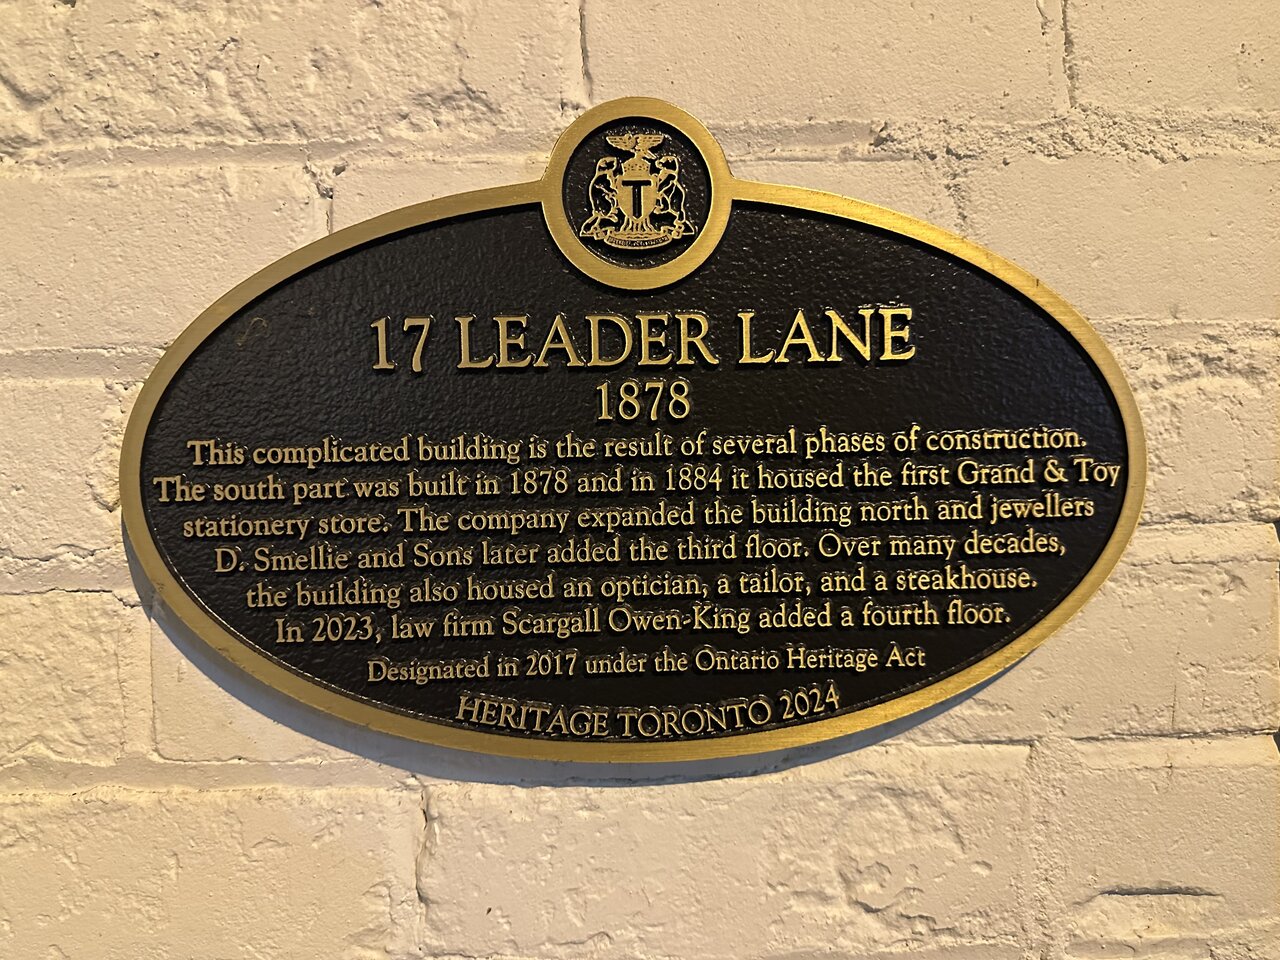 T
17 LEADER LANE
1878
This complicated building is the result of several phases of construction.
The south part was built in 1878 and in 1884 it housed the first Grand & Toy
stationery store. The company expanded the building north and jewellers
D. Smellie and Sons later added the third floor. Over many decades,
the building also housed an optician, a tailor, and a steakhouse.
In 2023, law firm Scargall Owen-King added a fourth floor.
Designated in 2017 under the Ontario Heritage Act
HERITAGE TORONTO 2024